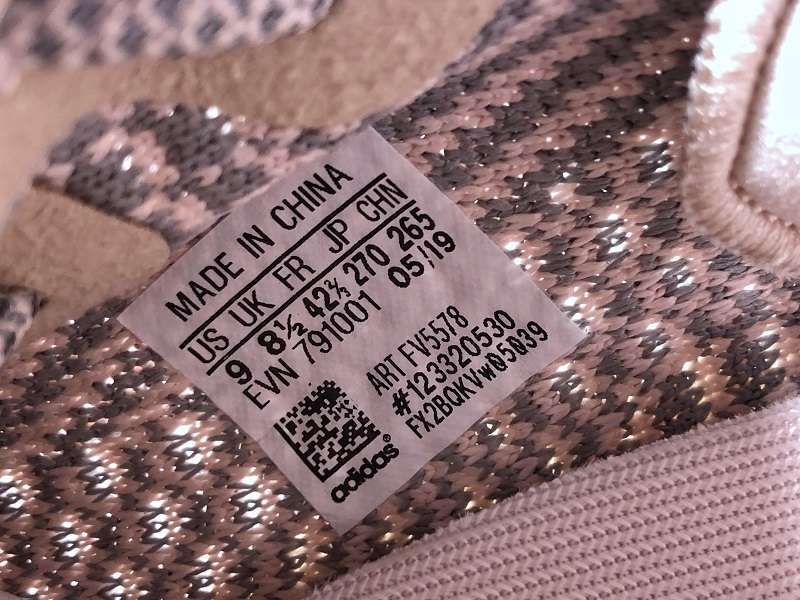 MADE IN CHINA
US UK FR JP CHN
9 8½ 42⅔ 270 265
EVN 791001 05/19
ART FV5578
#123320530
FX2BQKVw05039
adidas®